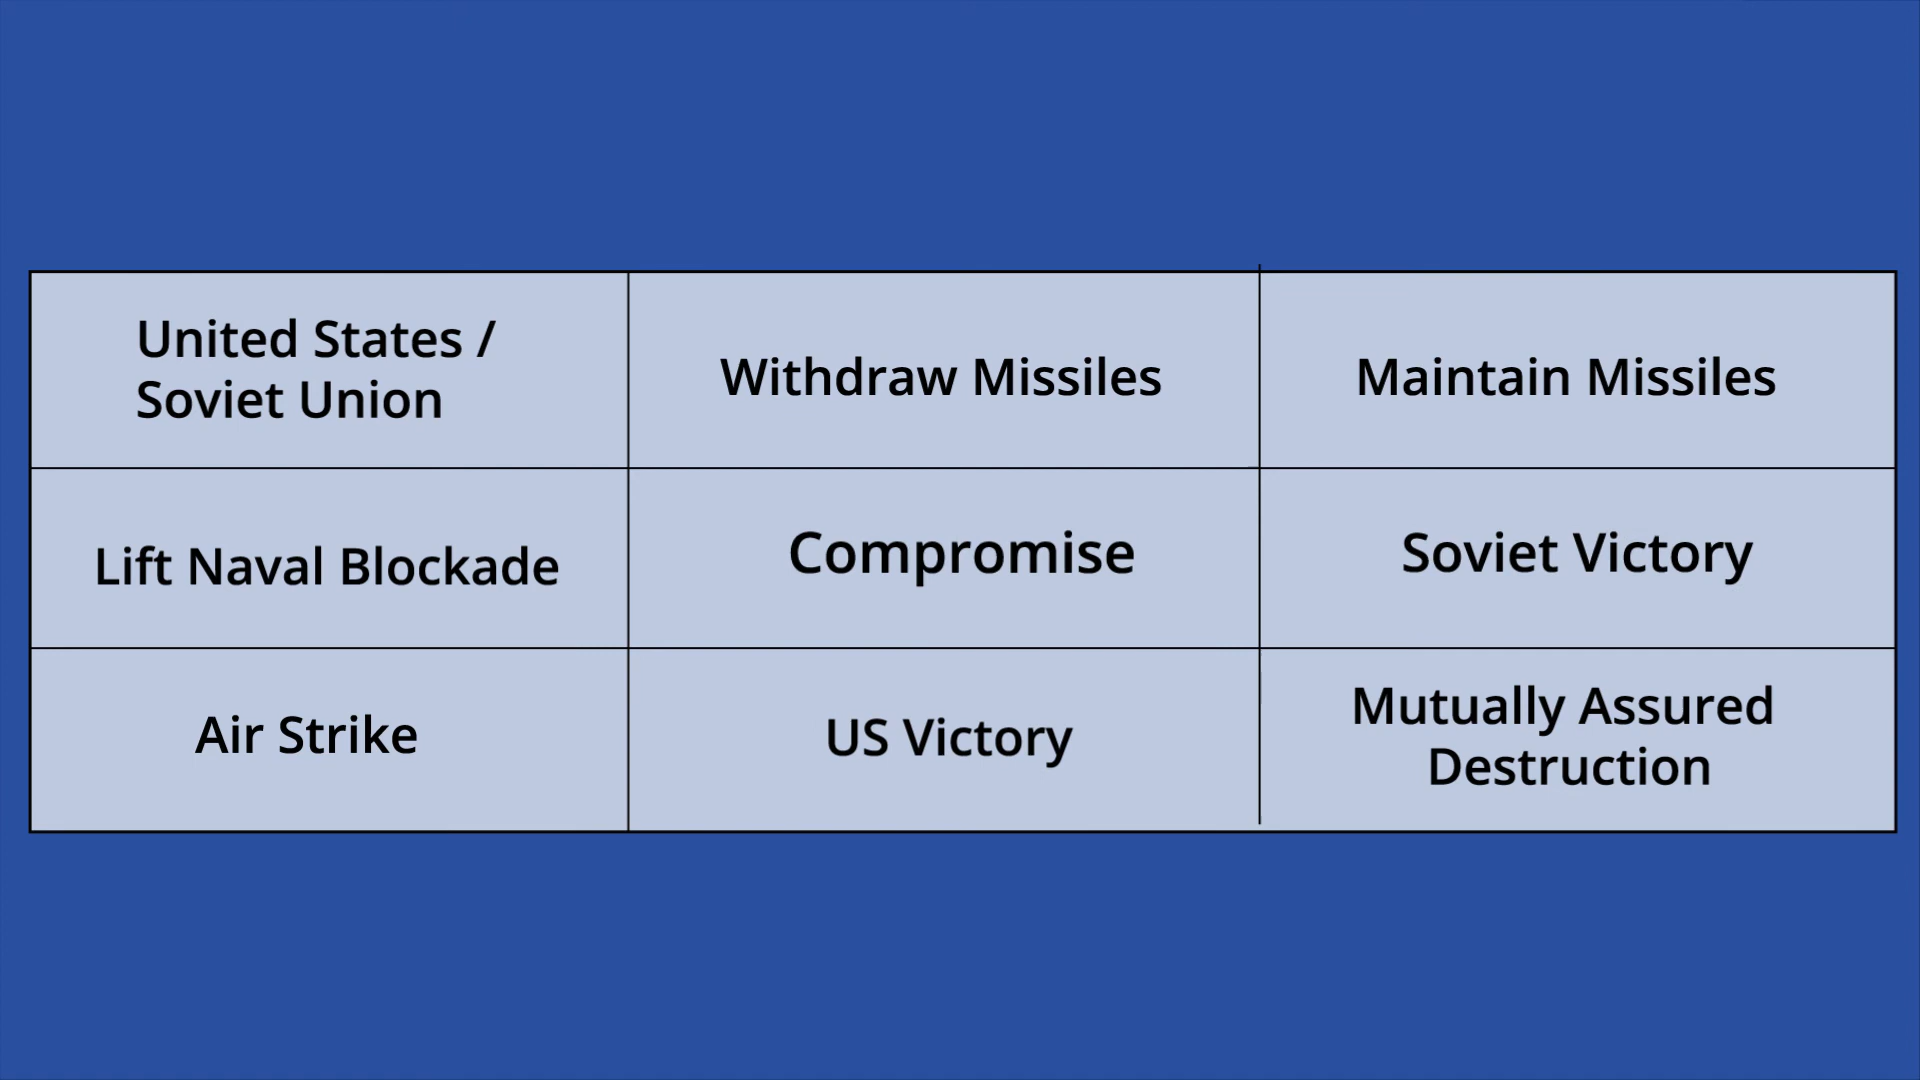 United States /
Soviet Union
Withdraw Missiles
Maintain Missiles
Lift Naval Blockade
Compromise
Soviet Victory
Air Strike
US Victory
Mutually Assured
Destruction